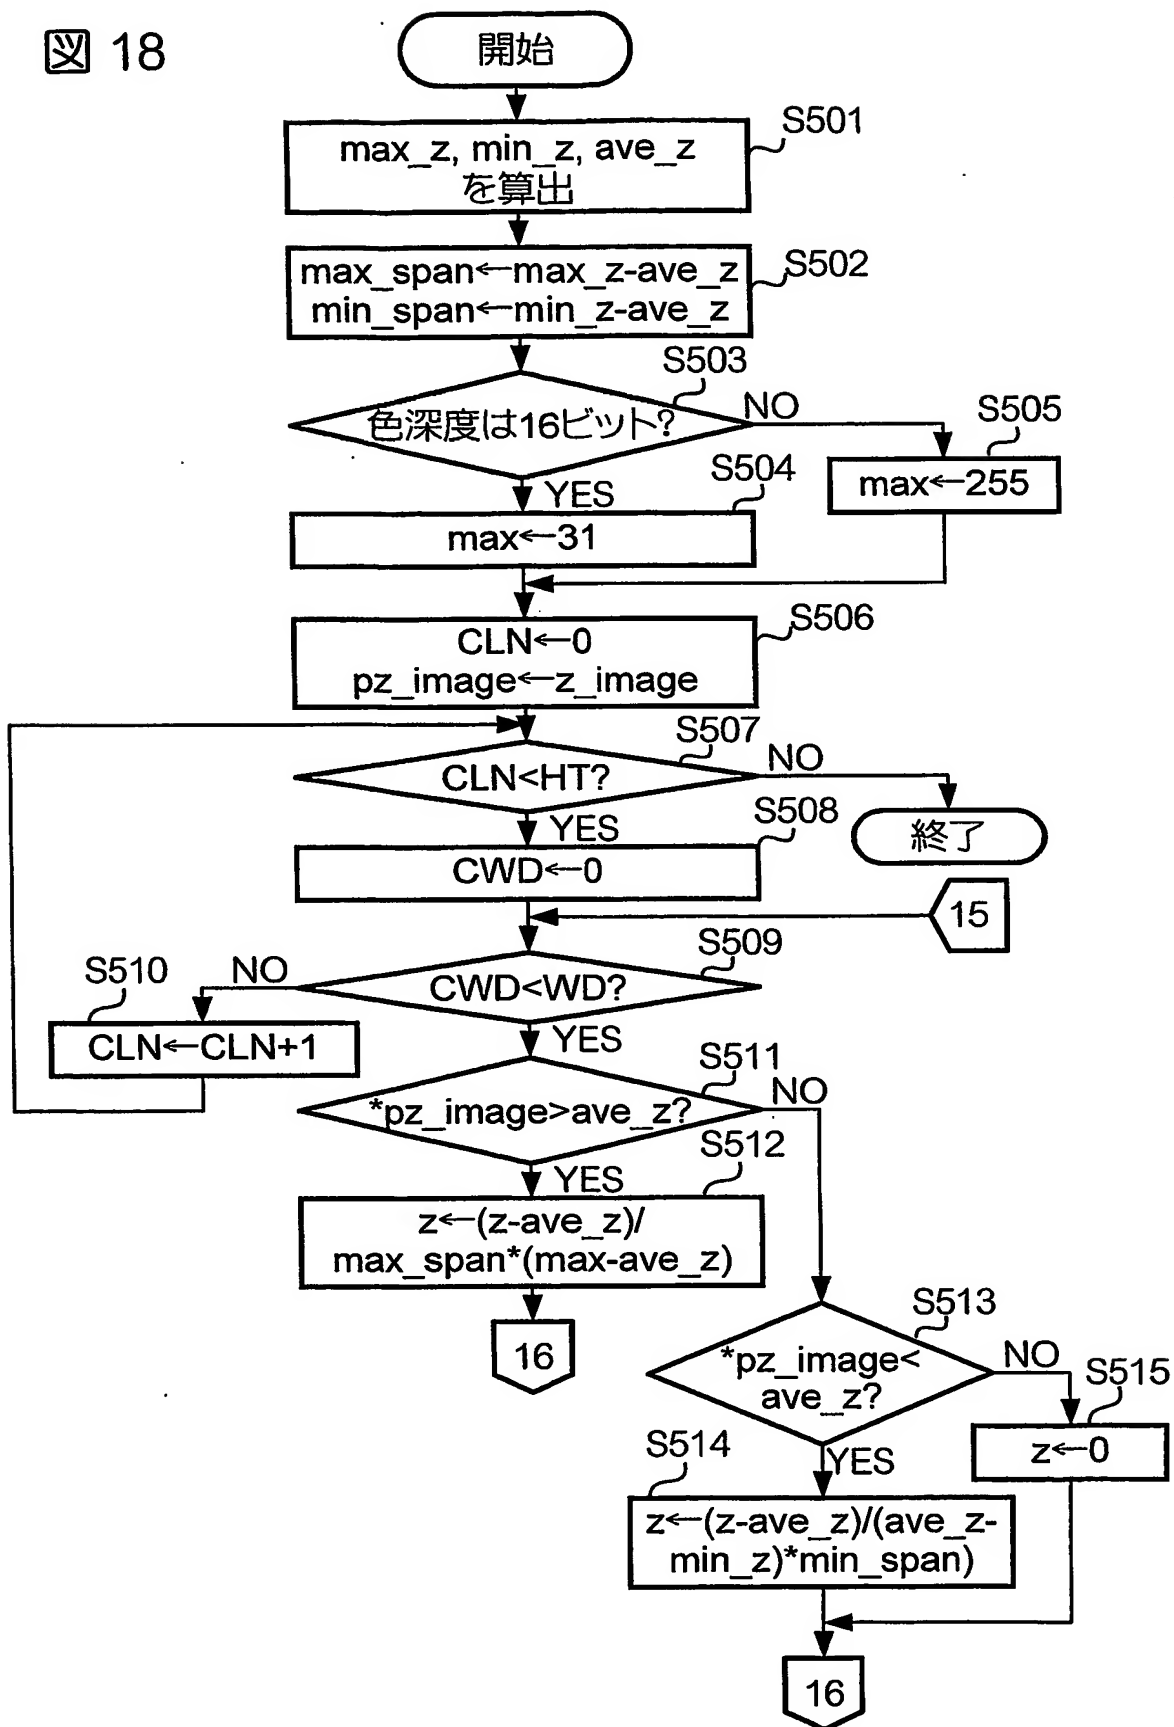 図 18
開始
S501
max_z, min_z, ave_z
を算出
S502
max_span←max_z-ave_z
min_span←min_z-ave_z
S503
色深度は16ビット?
NO
S505
max←255
S504
YES
max←31
S506
CLN←0
pz_image←z_image
S507
CLN<HT?
NO
終了
YES
S508
CWD←0
15
S509
CWD<WD?
NO
S510
CLN←CLN+1
YES
S511
*pz_image>ave_z?
NO
YES
S512
z←(z-ave_z)/
max_span*(max-ave_z)
16
S513
*pz_image<
ave_z?
NO
S515
z←0
YES
S514
z←(z-ave_z)/(ave_z-
min_z)*min_span)
16